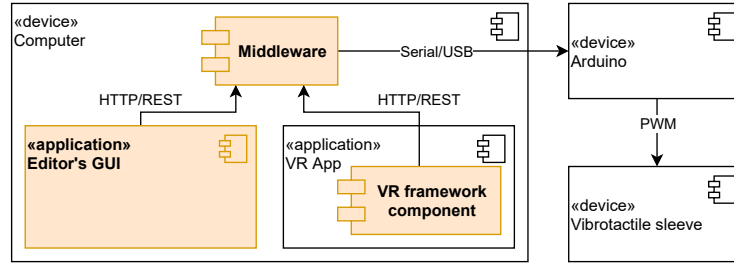 «device»
Computer
Middleware
Serial/USB
«device»
Arduino
HTTP/REST
HTTP/REST
PWM
«application»
Editor's GUI
«application»
VR App
VR framework
component
«device»
Vibrotactile sleeve